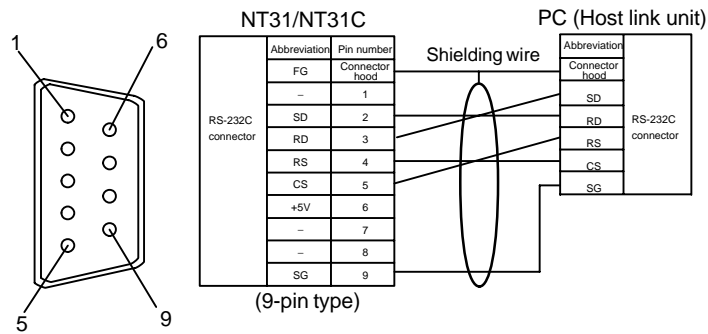 NT31/NT31C
PC (Host link unit)
1
6
5
9
Shielding wire
RS-232C
connector
Abbreviation Pin number
FG Connector
hood
– 1
SD 2
RD 3
RS 4
CS 5
+5V 6
– 7
– 8
SG 9
(9-pin type)
Abbreviation
Connector
hood
SD
RD
RS
CS
SG
RS-232C
connector